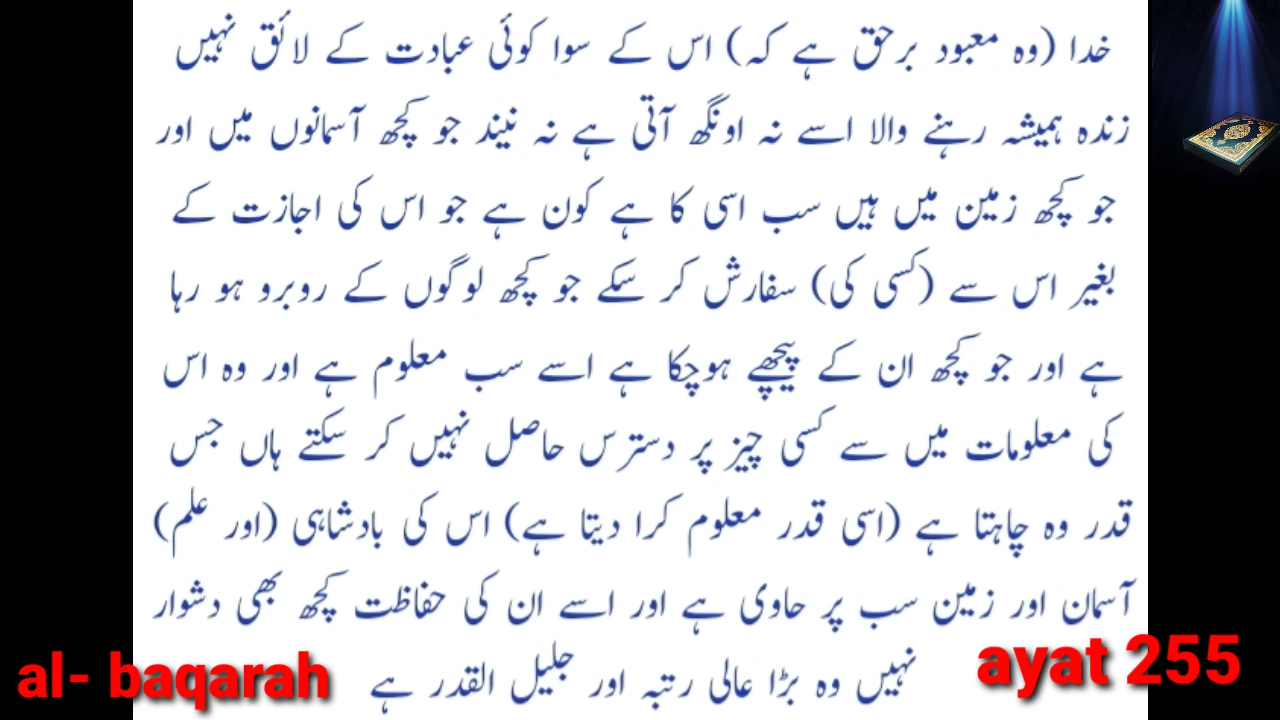 خدا (وہ معبود برحق ہے کہ) اس کے سوا کوئی عبادت کے لائق نہیں
زندہ ہمیشہ رہنے والا اسے نہ اونگھ آتی ہے نہ نیند جو کچھ آسمانوں میں اور
جو کچھ زمین میں ہیں سب اسی کا ہے کون ہے جو اس کی اجازت کے
بغیر اس سے (کسی کی) سفارش کر سکے جو کچھ لوگوں کے روبرو ہو رہا
ہے اور جو کچھ ان کے پیچھے ہوچکا ہے اسے سب معلوم ہے اور وہ اس
کی معلومات میں سے کسی چیز پر دسترس حاصل نہیں کر سکتے ہاں جس
قدر وہ چاہتا ہے (اسی قدر معلوم کرا دیتا ہے) اس کی بادشاہی (اور علم)
آسمان اور زمین سب پر حاوی ہے اور اسے ان کی حفاظت کچھ بھی دشوار
نہیں وہ بڑا عالی رتبہ اور جلیل القدر ہے
al- baqarah
ayat 255